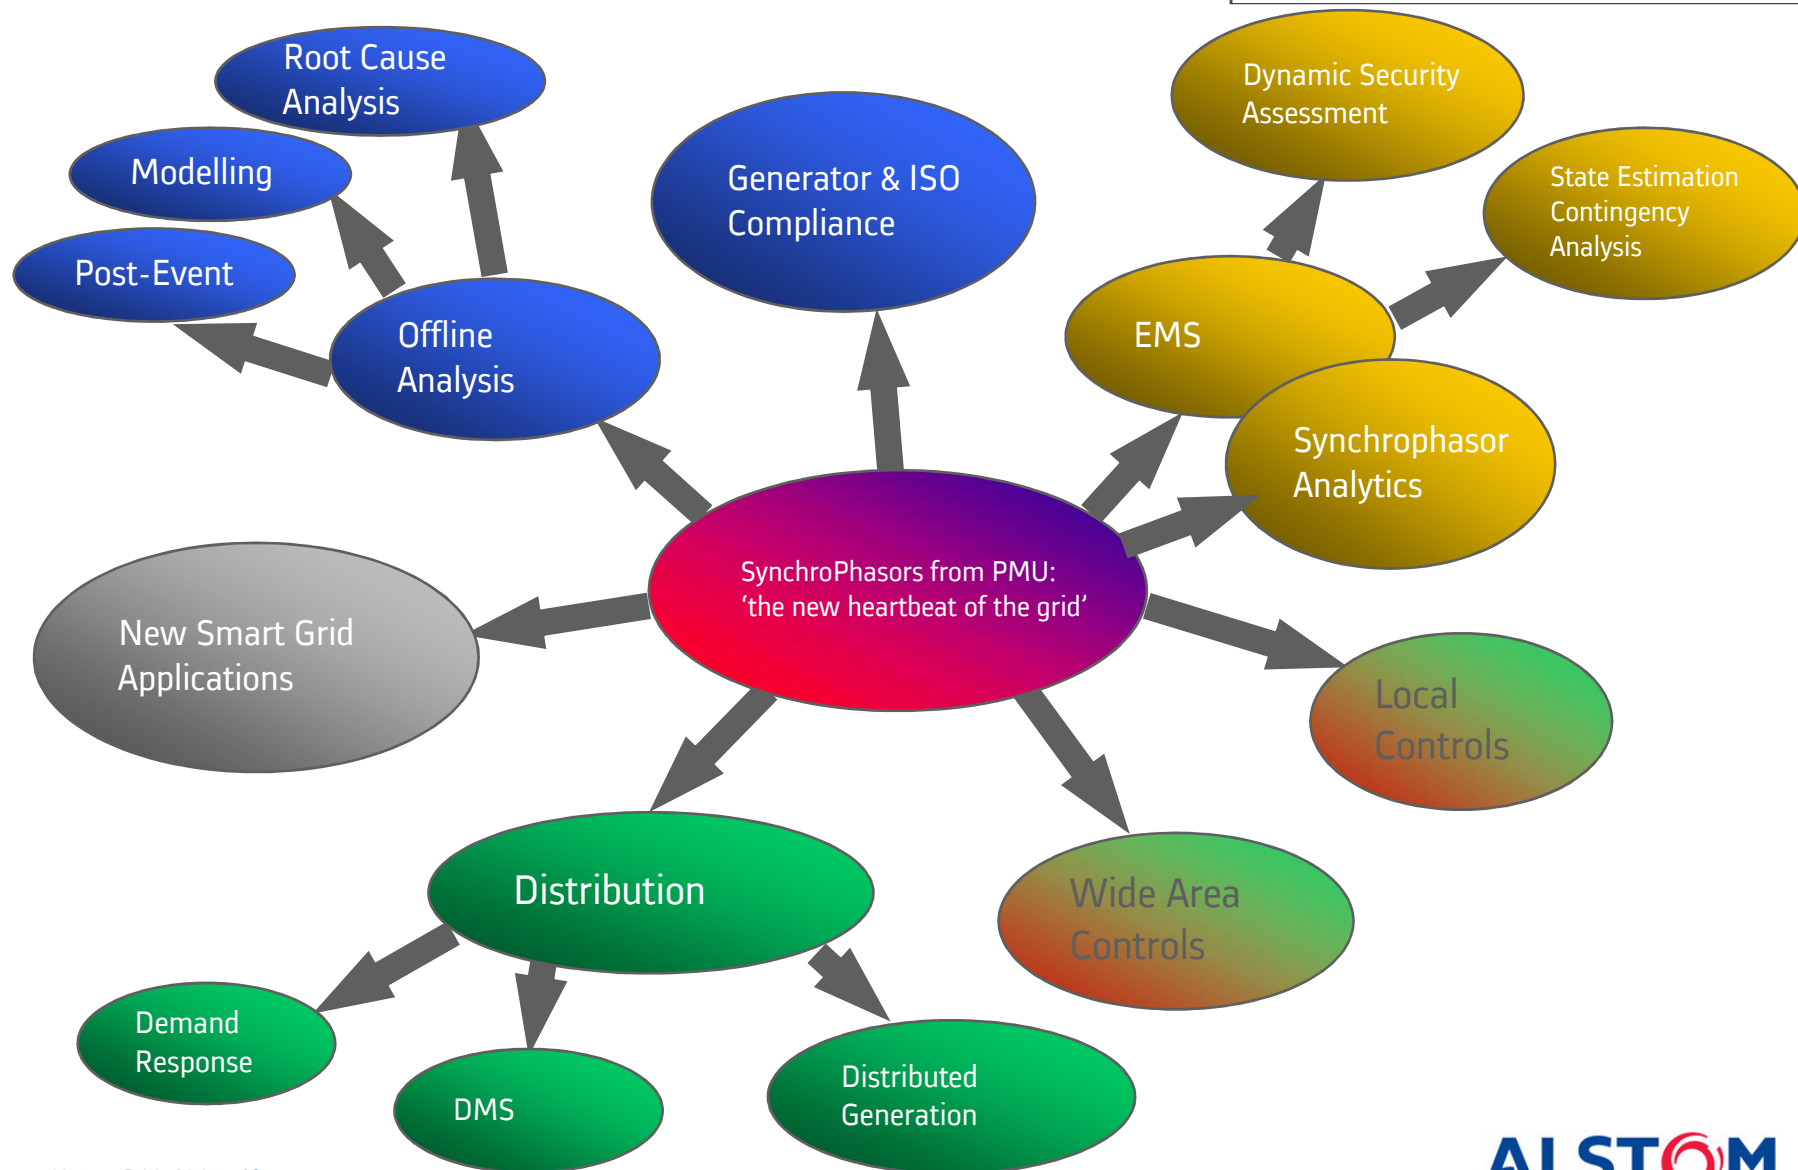 Root Cause
Analysis
Modelling
Post-Event
Offline
Analysis
Generator & ISO
Compliance
Dynamic Security
Assessment
State Estimation
Contingency
Analysis
EMS
Synchrophasor
Analytics
SynchroPhasors from PMU:
‘the new heartbeat of the grid’
New Smart Grid
Applications
Local
Controls
Wide Area
Controls
Distribution
Demand
Response
DMS
Distributed
Generation
ALSTOM